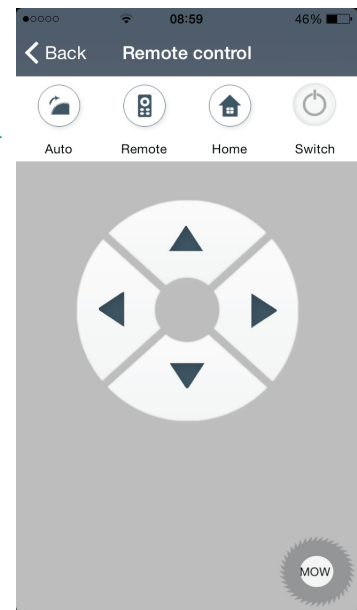 08:59
46%
Back
Remote control
Auto
Remote
Home
Switch
MOW